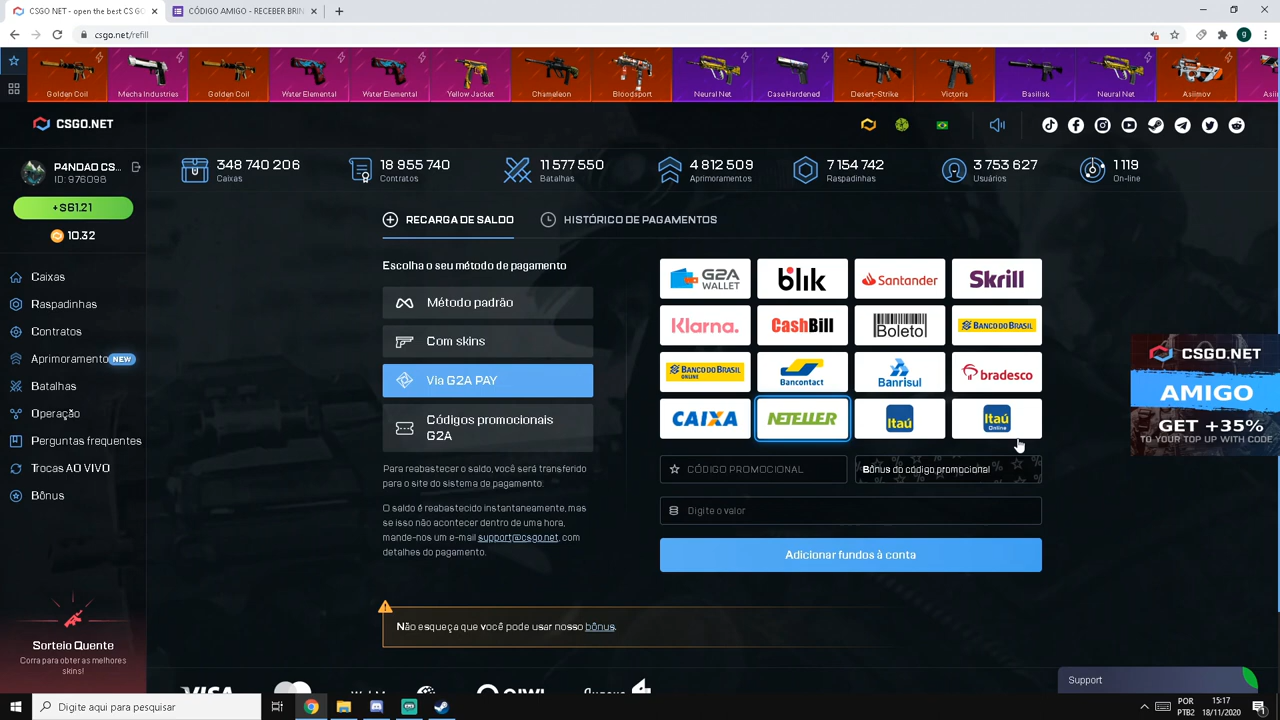 CSGO NET - open the best CS GO
CÓDIGO AMIGO - RECEBER BRIN
csgo.net/refill
g
Golden Coil
Mecha Industries
Golden Coil
Water Elemental
Water Elemental
Yellow Jacket
Chameleon
Bloodsport
Neural Net
Case Hardened
Desert-Strike
Victoria
Basilisk
Neural Net
Asiimov
Asii
CSGO.NET
P4NDAO CS...
ID: 976098
+$61.21
10.32
348 740 206
Caixas
18 955 740
Contratos
11 577 550
Batalhas
4 812 509
Aprimoramentos
7 154 742
Raspadinhas
3 753 627
Usuários
1 119
On-line
Caixas
Raspadinhas
Contratos
Aprimoramento NEW
Batalhas
Operação
Perguntas frequentes
Trocas AO VIVO
Bônus
Sorteio Quente
Corra para obter as melhores
skins!
RECARGA DE SALDO
HISTÓRICO DE PAGAMENTOS
Escolha o seu método de pagamento
Método padrão
Com skins
Via G2A PAY
Códigos promocionais
G2A
Para reabastecer o saldo, você será transferido
para o site do sistema de pagamento.
O saldo é reabastecido instantaneamente, mas
se isso não acontecer dentro de uma hora,
mande-nos um e-mail support@csgo.net, com
detalhes do pagamento.
G2A
WALLET
blik
Santander
Skrill
Klarna.
CashBill
Boleto
BANCO DO BRASIL
BANCO DO BRASIL
ONLINE
Bancontact
Banrisul
bradesco
CAIXA
NETELLER
Itaú
Itaú
Online
CÓDIGO PROMOCIONAL
Bônus do código promocional
Digite o valor
Adicionar fundos à conta
Não esqueça que você pode usar nosso bônus.
CSGO.NET
AMIGO
GET +35%
TO YOUR TOP UP WITH CODE
VISA
QIWI
Support
Digite aqui para pesquisar
POR
PTB2
15:17
18/11/2020
1